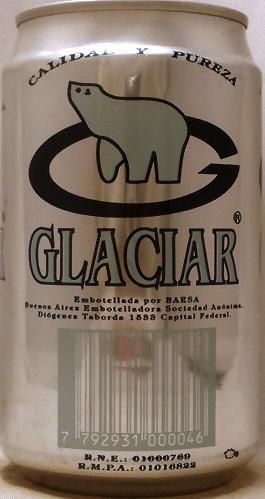 CALIDAD Y PUREZA
G
GLACIAR®
Embotellada por BAESA
Buenos Aires Embotelladora Sociedad Anónima.
Diógenes Taborda 1533 Capital Federal.
7 792931 000046
R.N.E.: 01000769
R.M.P.A.: 01016822